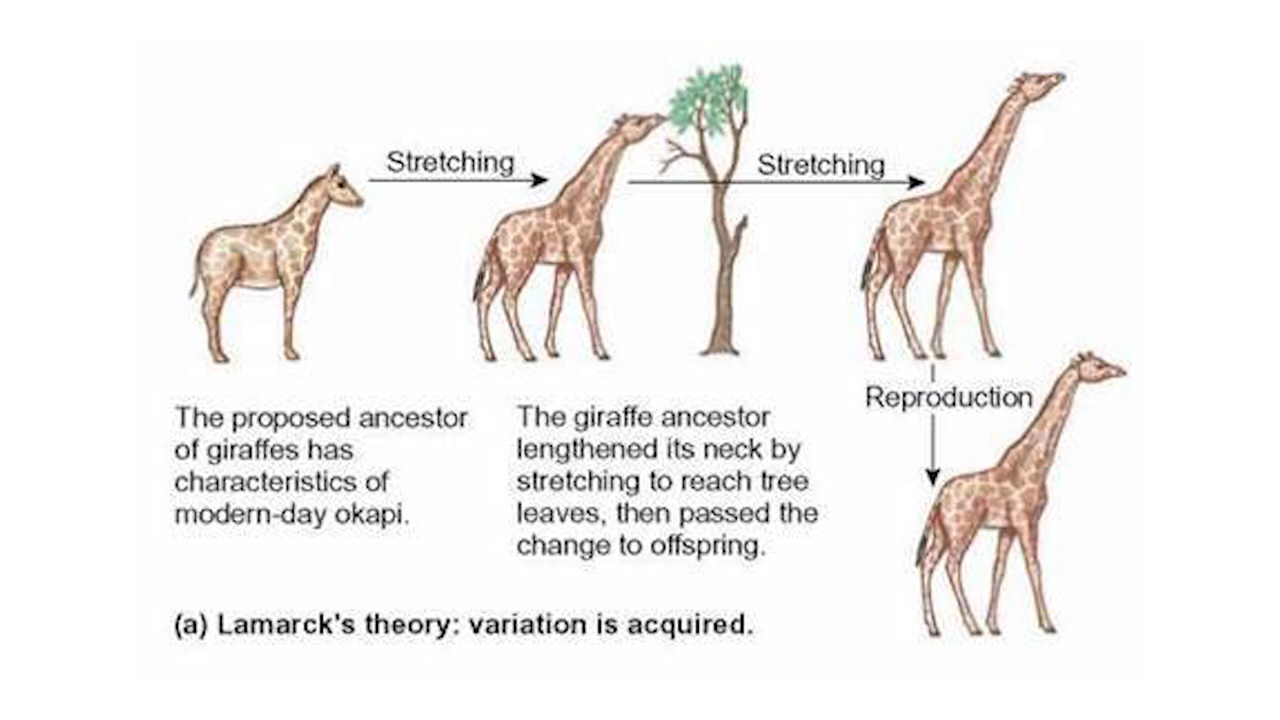 Stretching
Stretching
Reproduction
The proposed ancestor
of giraffes has
characteristics of
modern-day okapi.
The giraffe ancestor
lengthened its neck by
stretching to reach tree
leaves, then passed the
change to offspring.
(a) Lamarck's theory: variation is acquired.